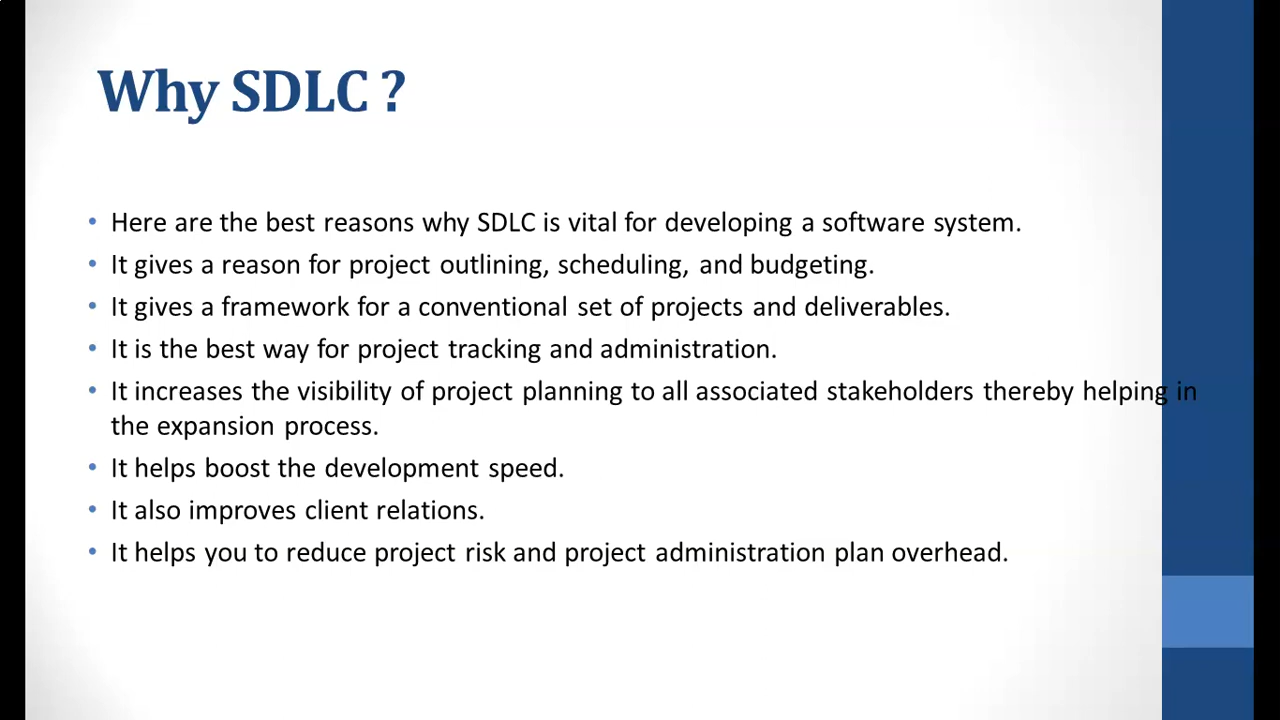 Why SDLC ?
• Here are the best reasons why SDLC is vital for developing a software system.
• It gives a reason for project outlining, scheduling, and budgeting.
• It gives a framework for a conventional set of projects and deliverables.
• It is the best way for project tracking and administration.
• It increases the visibility of project planning to all associated stakeholders thereby helping in
the expansion process.
• It helps boost the development speed.
• It also improves client relations.
• It helps you to reduce project risk and project administration plan overhead.